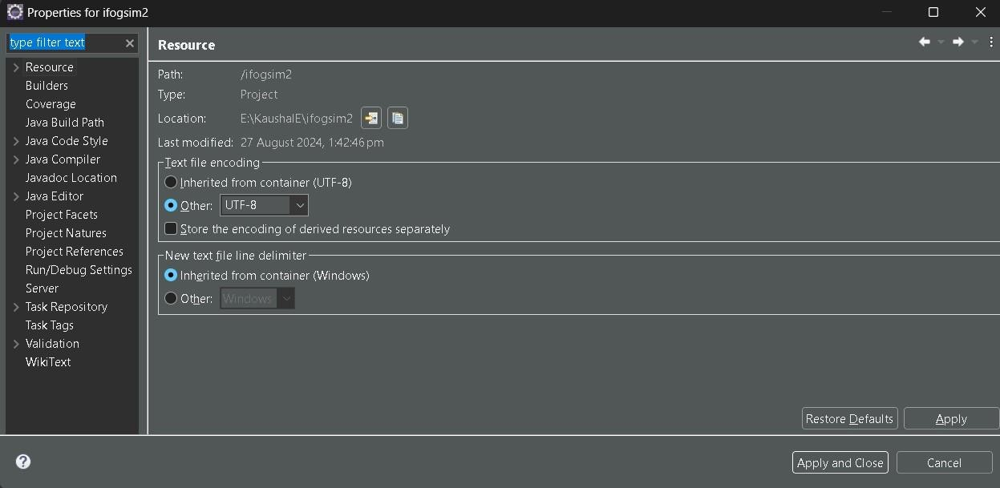 Properties for ifogsim2
type filter text
Resource
Builders
Coverage
Java Build Path
Java Code Style
Java Compiler
Javadoc Location
Java Editor
Project Facets
Project Natures
Project References
Run/Debug Settings
Server
Task Repository
Task Tags
Validation
WikiText
Resource
Path: /ifogsim2
Type: Project
Location: E:\KaushalE\ifogsim2
Last modified: 27 August 2024, 1:42:46 pm
Text file encoding
Inherited from container (UTF-8)
Other: UTF-8
Store the encoding of derived resources separately
New text file line delimiter
Inherited from container (Windows)
Other: Windows
Restore Defaults Apply
? Apply and Close Cancel